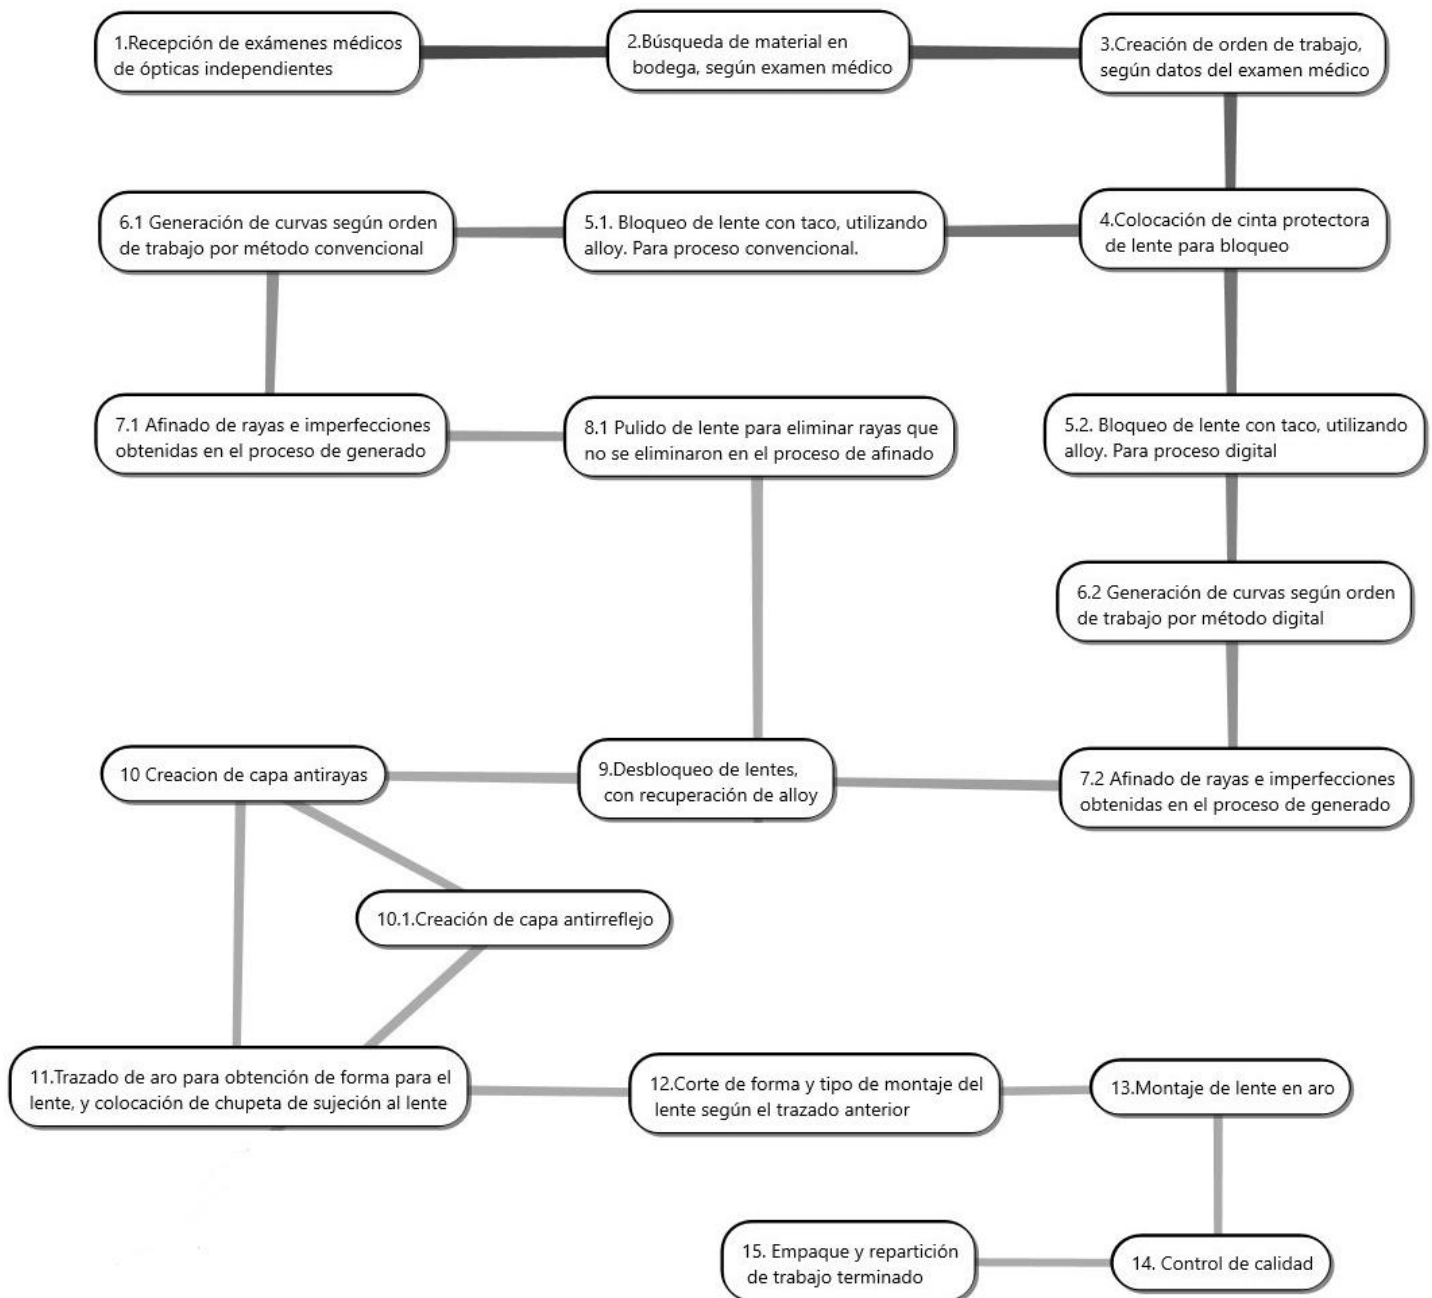 1.Recepción de exámenes médicos
de ópticas independientes
2.Búsqueda de material en
bodega, según examen médico
3.Creación de orden de trabajo,
según datos del examen médico
6.1 Generación de curvas según orden
de trabajo por método convencional
5.1. Bloqueo de lente con taco, utilizando
alloy. Para proceso convencional.
4.Colocación de cinta protectora
de lente para bloqueo
7.1 Afinado de rayas e imperfecciones
obtenidas en el proceso de generado
8.1 Pulido de lente para eliminar rayas que
no se eliminaron en el proceso de afinado
5.2. Bloqueo de lente con taco, utilizando
alloy. Para proceso digital
6.2 Generación de curvas según orden
de trabajo por método digital
10 Creacion de capa antirayas
9.Desbloqueo de lentes,
con recuperación de alloy
7.2 Afinado de rayas e imperfecciones
obtenidas en el proceso de generado
10.1.Creación de capa antirreflejo
11.Trazado de aro para obtención de forma para el
lente, y colocación de chupeta de sujeción al lente
12.Corte de forma y tipo de montaje del
lente según el trazado anterior
13.Montaje de lente en aro
15. Empaque y repartición
de trabajo terminado
14. Control de calidad